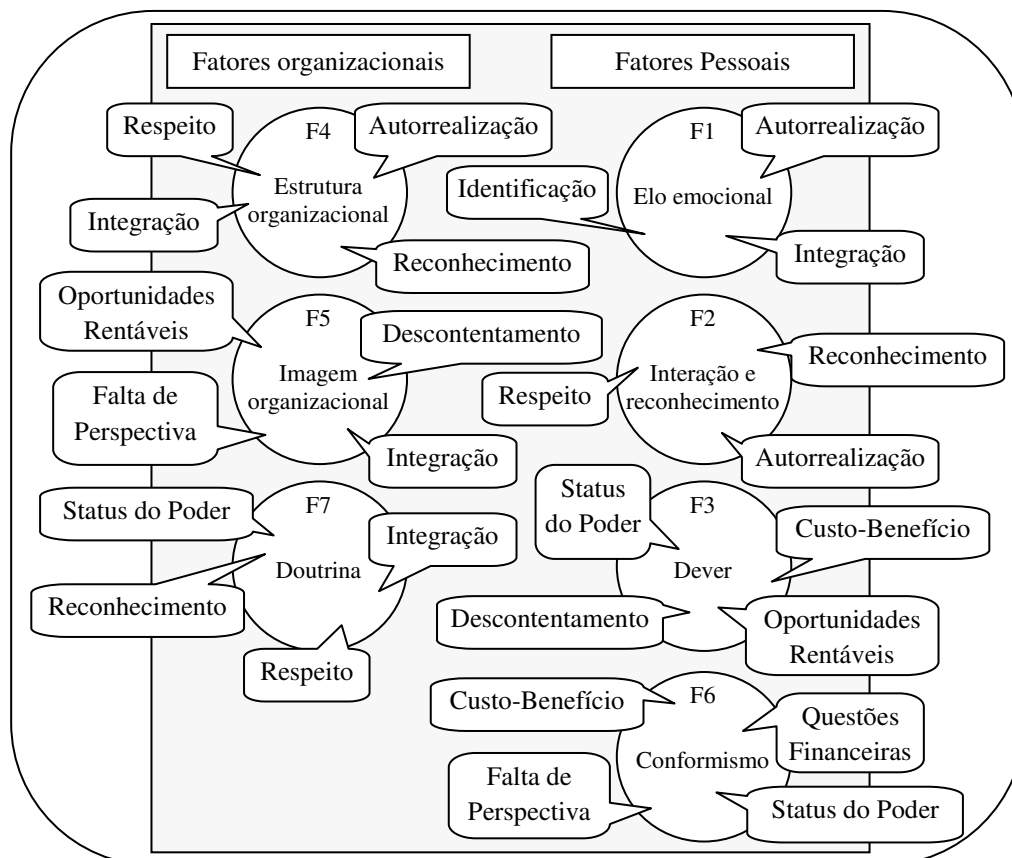 Fatores organizacionais
Fatores Pessoais
Respeito
F4
Autorrealização
Estrutura
organizacional
Integração
Reconhecimento
F1
Autorrealização
Identificação
Elo emocional
Integração
Oportunidades
Rentáveis
F5
Descontentamento
Imagem
organizacional
Falta de
Perspectiva
Integração
F2
Reconhecimento
Respeito
Interação e
reconhecimento
Autorrealização
Status do Poder
F7
Integração
Doutrina
Reconhecimento
Respeito
Status
do Poder
F3
Custo-Benefício
Dever
Descontentamento
Oportunidades
Rentáveis
Custo-Benefício
F6
Questões
Financeiras
Conformismo
Falta de
Perspectiva
Status do Poder